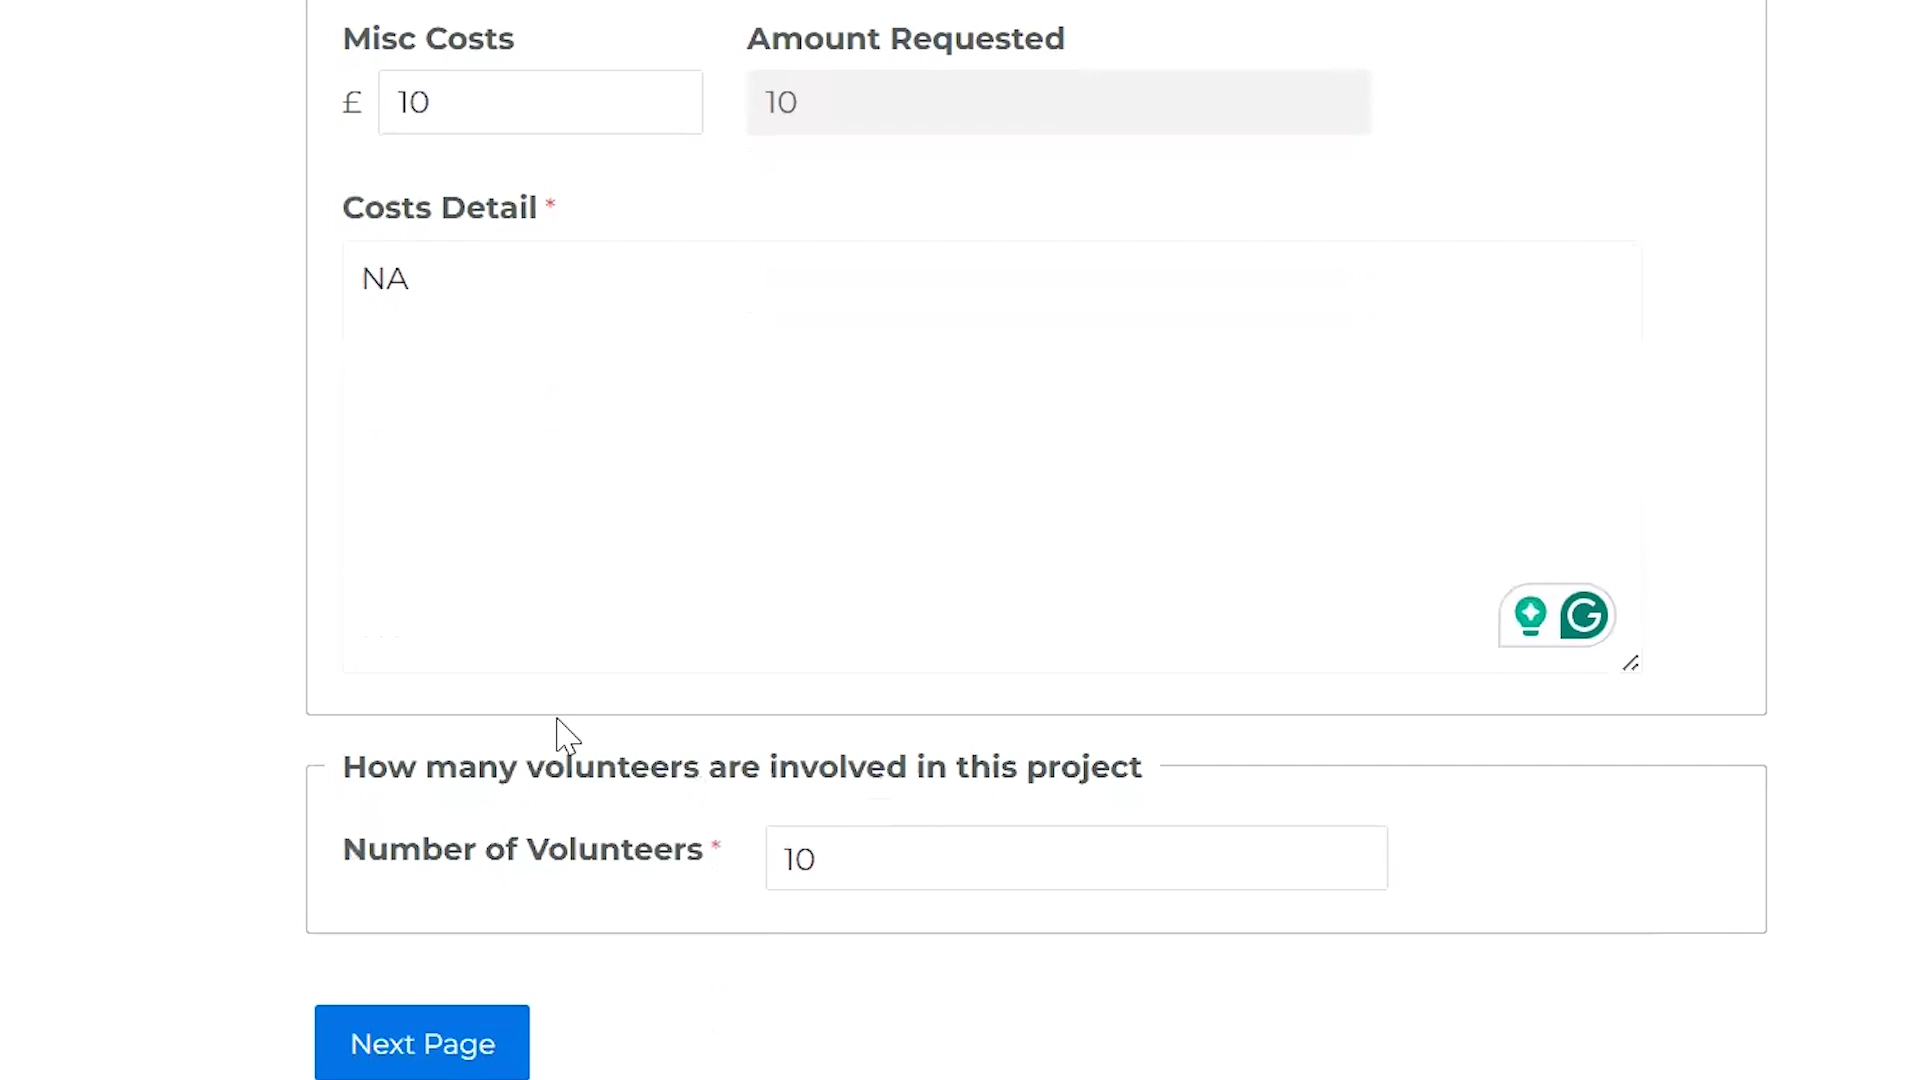 Misc Costs
Amount Requested
£ 10
10
Costs Detail *
NA
How many volunteers are involved in this project
Number of Volunteers * 10
Next Page